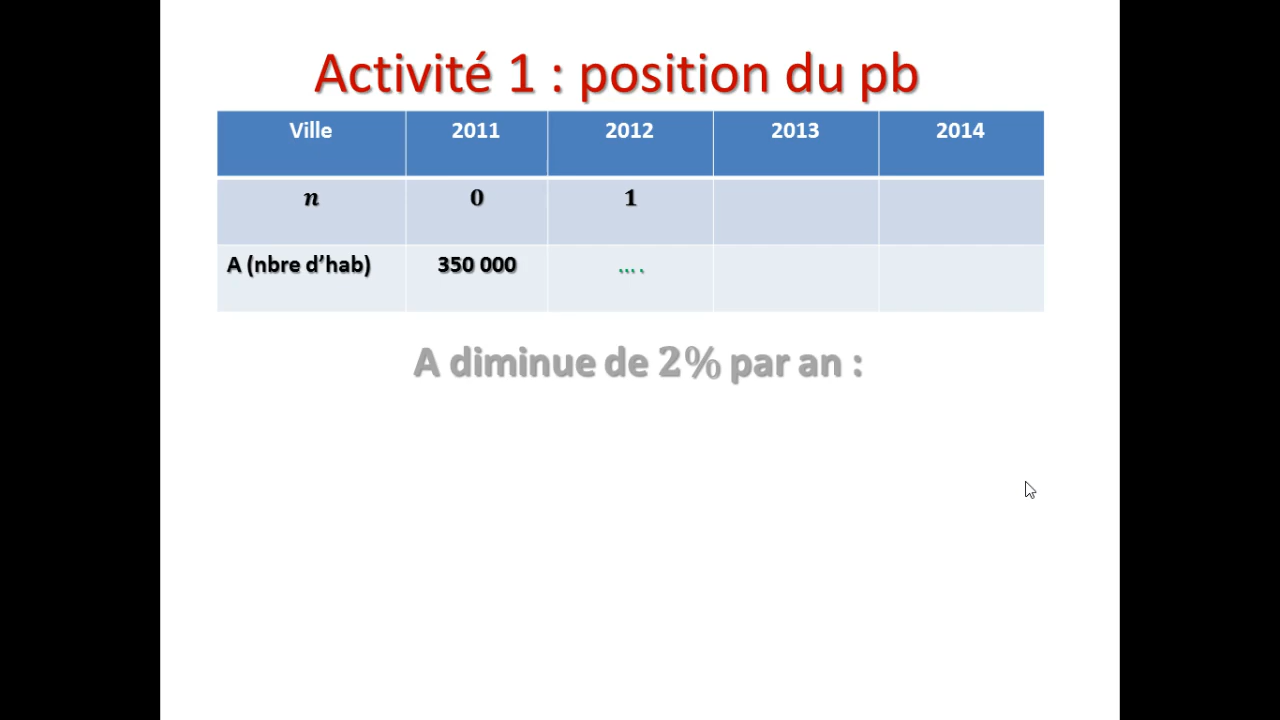 Activité 1 : position du pb
Ville 2011 2012 2013 2014
n 0 1
A (nbre d'hab) 350 000 ….
A diminue de 2% par an :